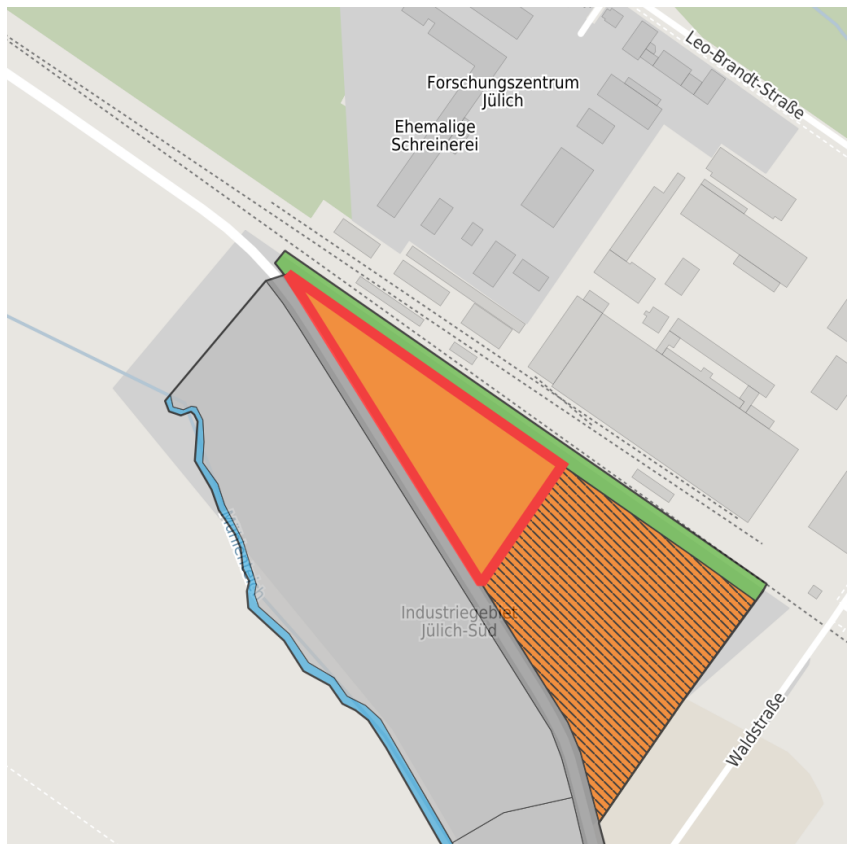 Leo-Brandt-Straße
Forschungszentrum
Jülich
Ehemalige
Schreinerei
Industriegebiet
Jülich-Süd
Waldstraße